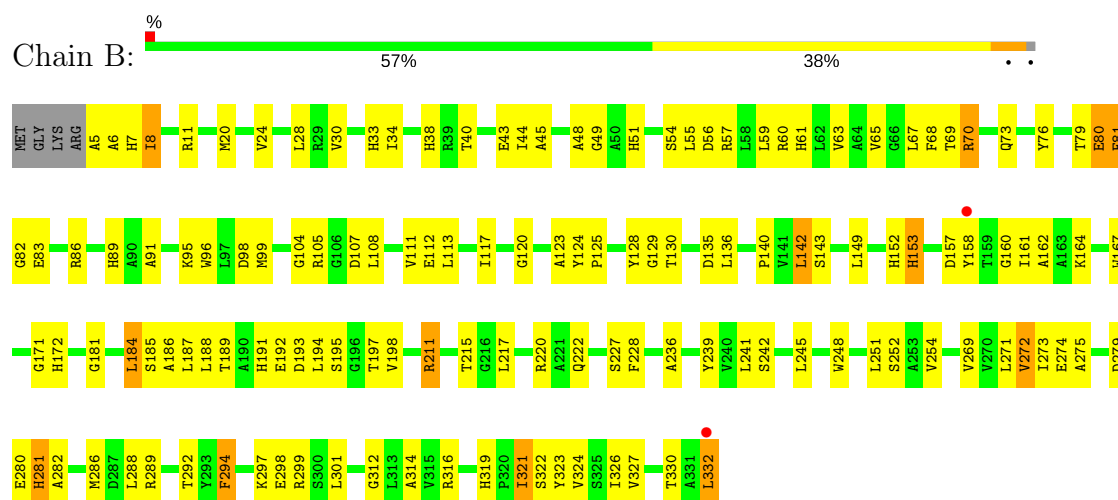 %
Chain B:
57% 38% • •
MET GLY LYS ARG A5 A6 H7 I8 R11 M20 V24 L28 R29 V30 H33 I34 H38 R39 T40 E43 I44 A45 A48 G49 A50 H51 S54 L55 D56 R57 L58 L59 R60 H61 L62 V63 A64 V65 G66 L67 F68 T69 R70 Q73 Y76 T79 E80 E81
G82 E83 R86 H89 A90 A91 K95 W96 L97 D98 M99 G104 R105 G106 D107 L108 V111 E112 L113 I117 G120 A123 Y124 P125 Y128 G129 T130 D135 L136 P140 V141 L142 S143 L149 H152 H153 D157 Y158 T159 G160 I161 A162 A163 K164 W167
G171 H172 G181 L184 S185 A186 L187 L188 T189 A190 H191 E192 D193 L194 S195 G196 T197 V198 R211 T215 G216 L217 R220 A221 Q222 S227 F228 A236 Y239 V240 L241 S242 L245 W248 L251 S252 A253 V254 V269 V270 L271 V272 I273 E274 A275 D279
E280 H281 A282 M286 D287 L288 R289 T292 Y293 F294 K297 E298 R299 S300 L301 G312 L313 A314 V315 R316 H319 P320 I321 S322 Y323 V324 S325 I326 V327 T330 A331 L332